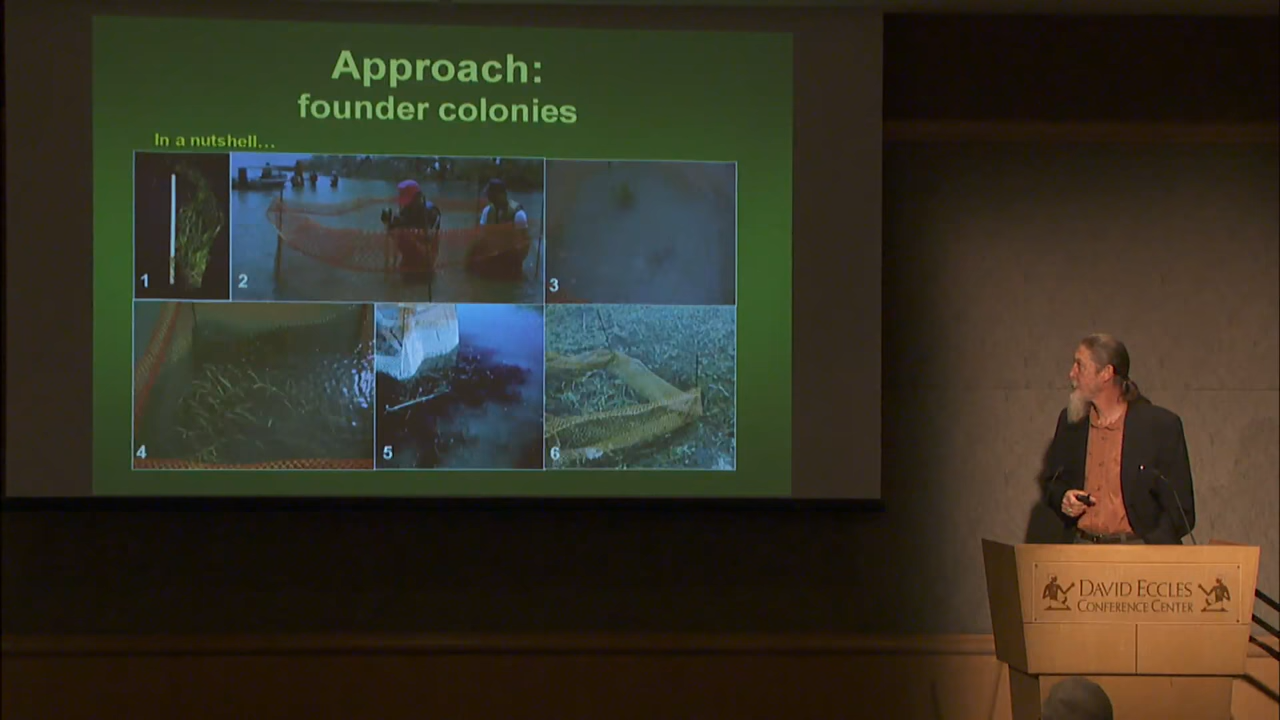 Approach:
founder colonies
In a nutshell...
1
2
3
4
5
6
DAVID ECCLES
CONFERENCE CENTER